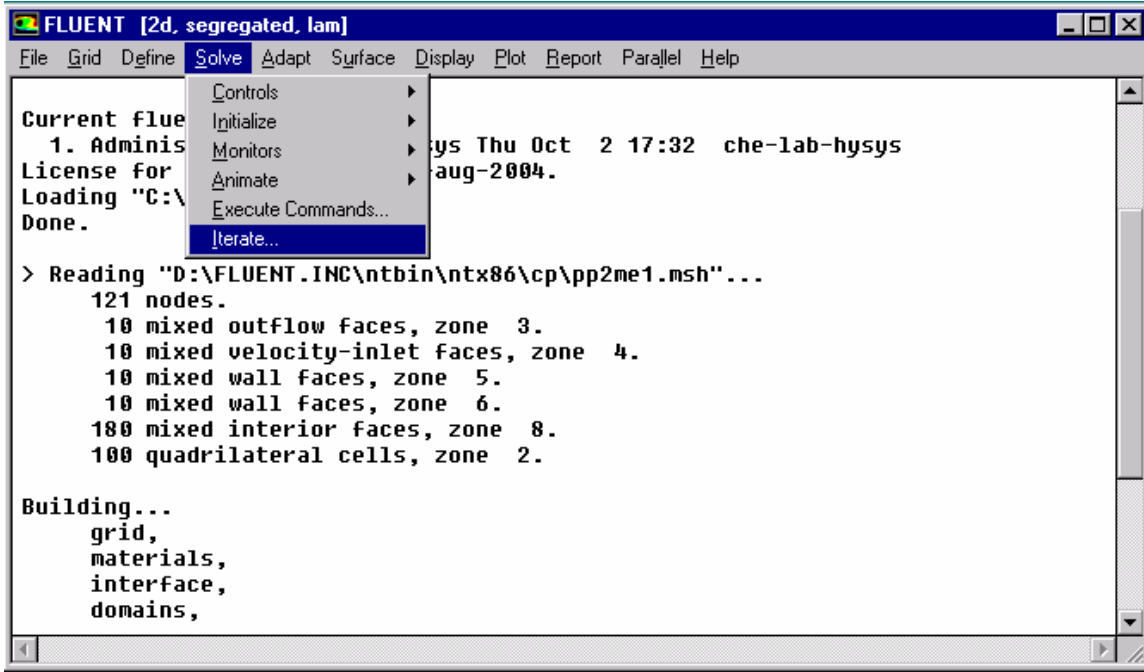 FLUENT [2d, segregated, lam]
File Grid Define Solve Adapt Surface Display Plot Report Parallel Help
Controls
Initialize
Monitors
Animate
Execute Commands...
Iterate...
Current flue
1. Adminis ys Thu Oct 2 17:32 che-lab-hysys
License for -aug-2004.
Loading "C:\
Done.
> Reading "D:\FLUENT.INC\ntbin\ntx86\cp\pp2me1.msh"...
121 nodes.
10 mixed outflow faces, zone 3.
10 mixed velocity-inlet faces, zone 4.
10 mixed wall faces, zone 5.
10 mixed wall faces, zone 6.
180 mixed interior faces, zone 8.
100 quadrilateral cells, zone 2.
Building...
grid,
materials,
interface,
domains,